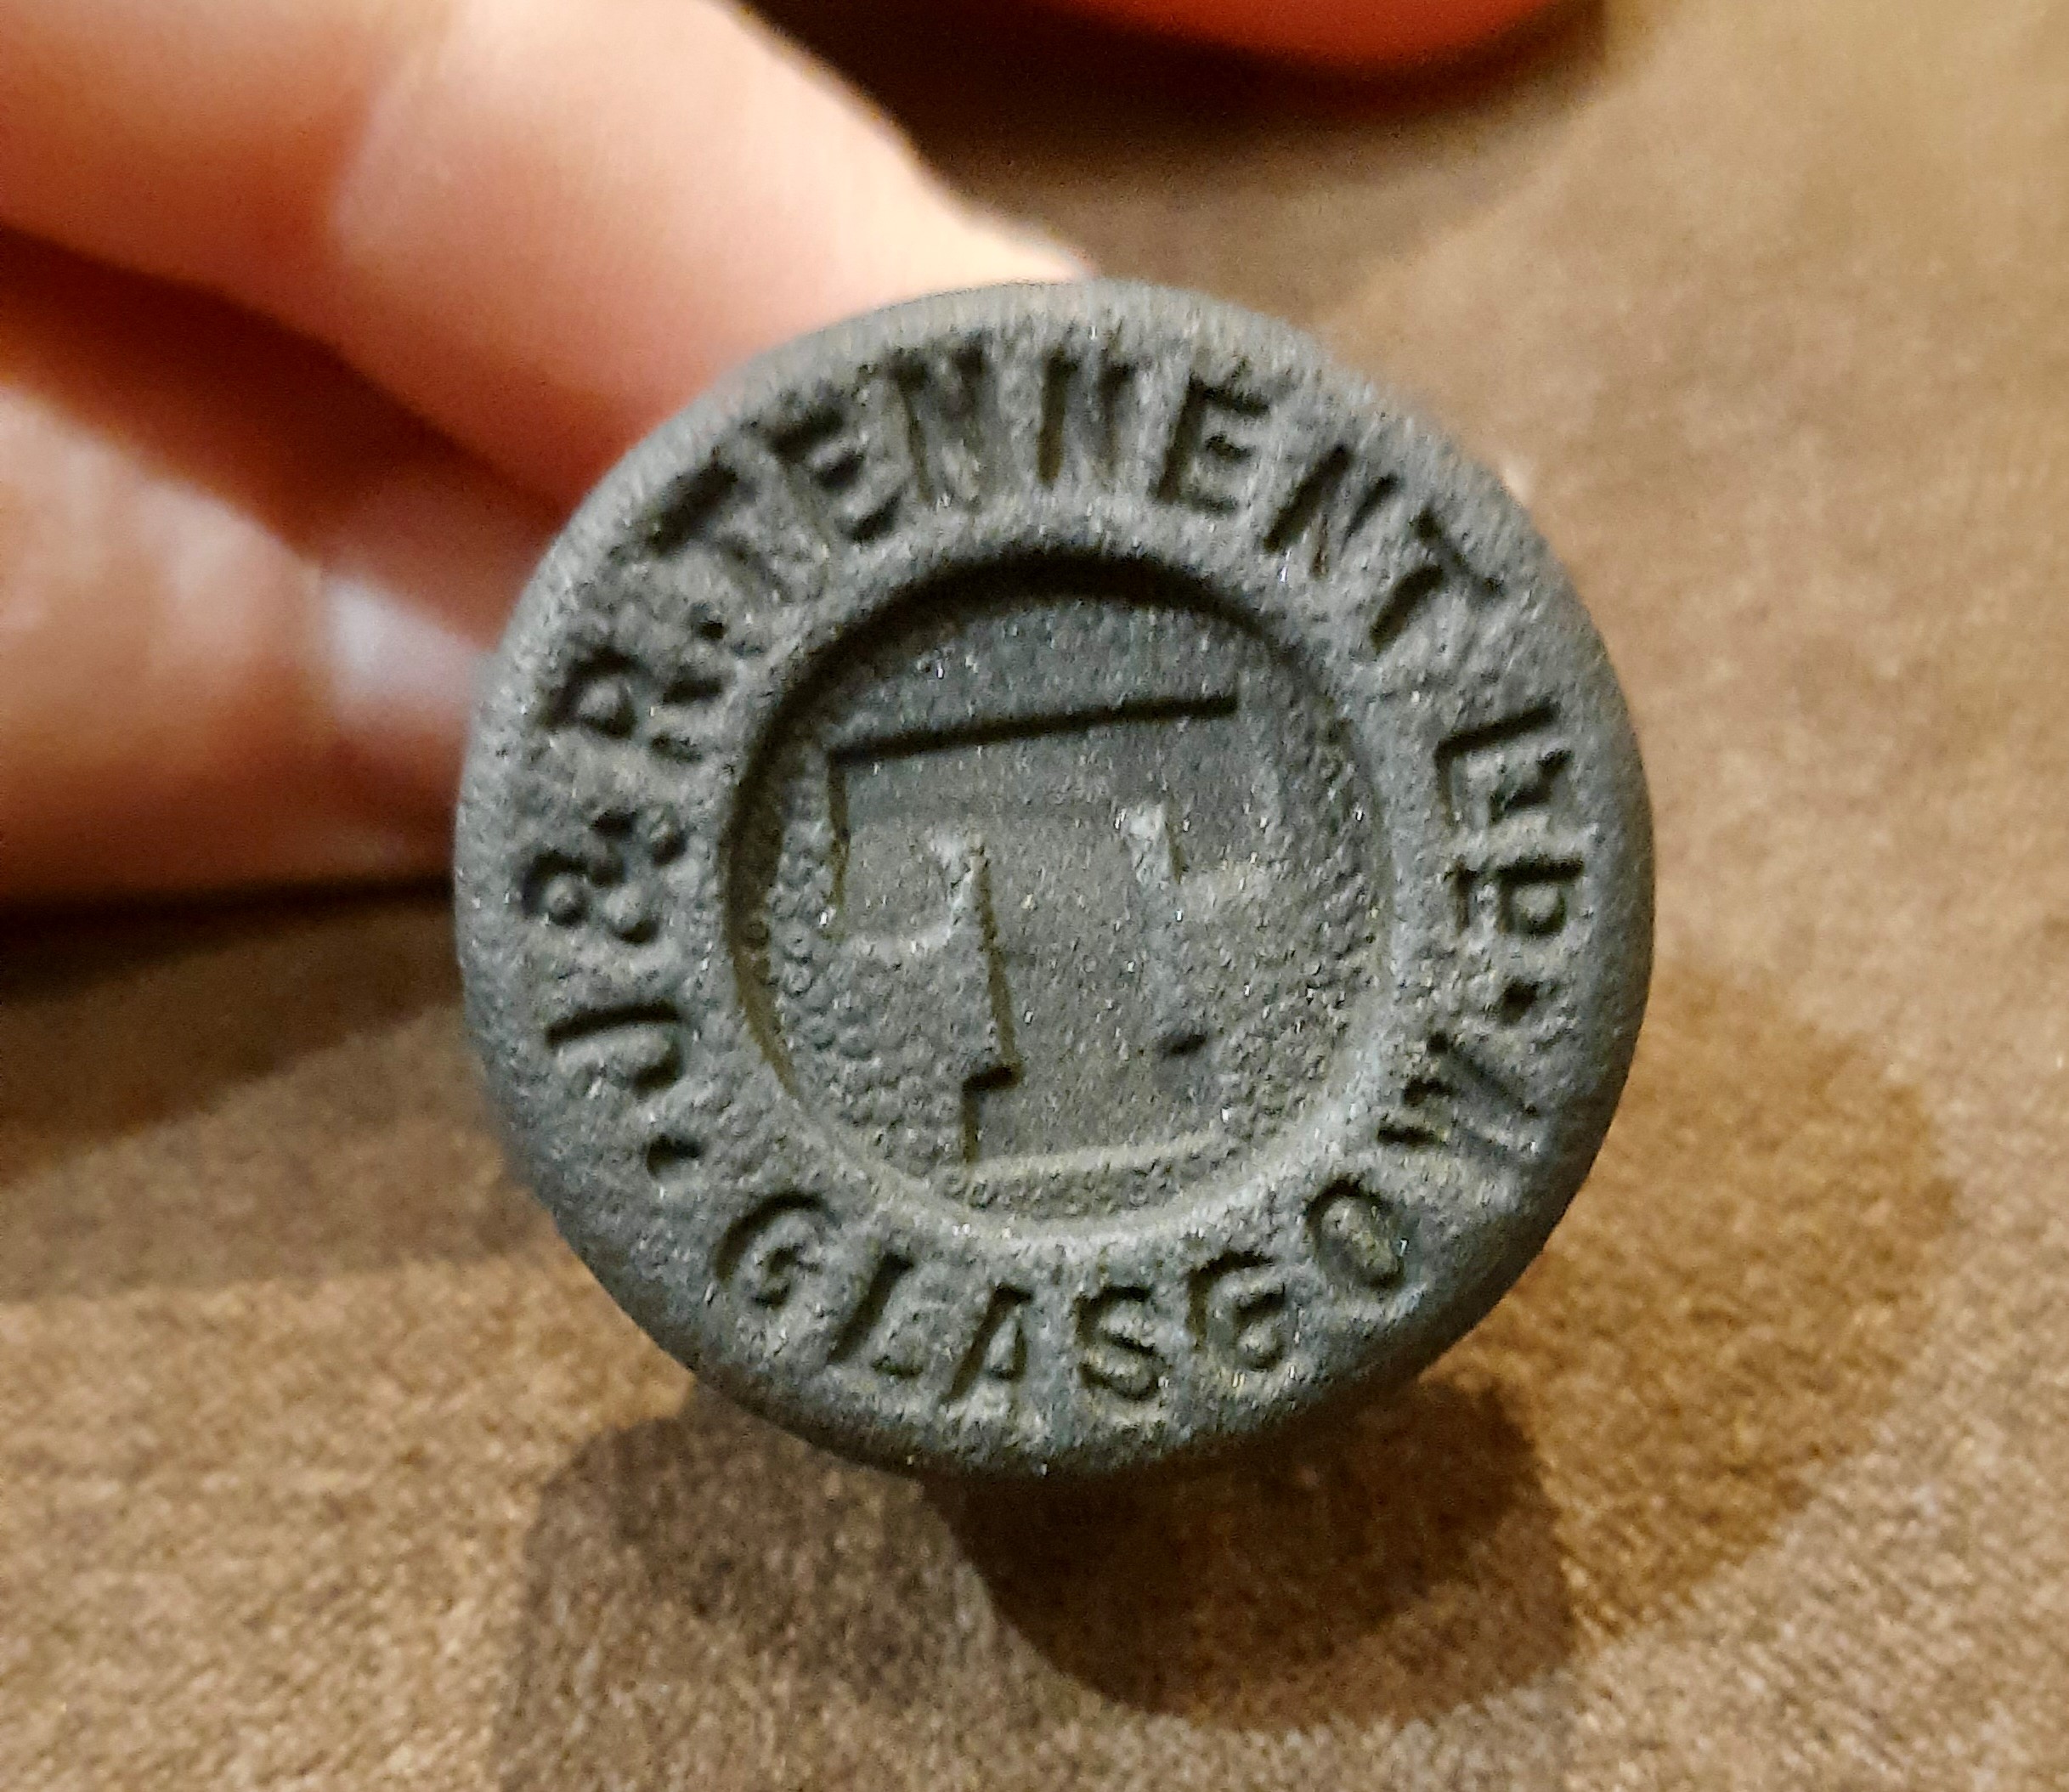 J & R TENNENT LTD.
GLASGOW
T